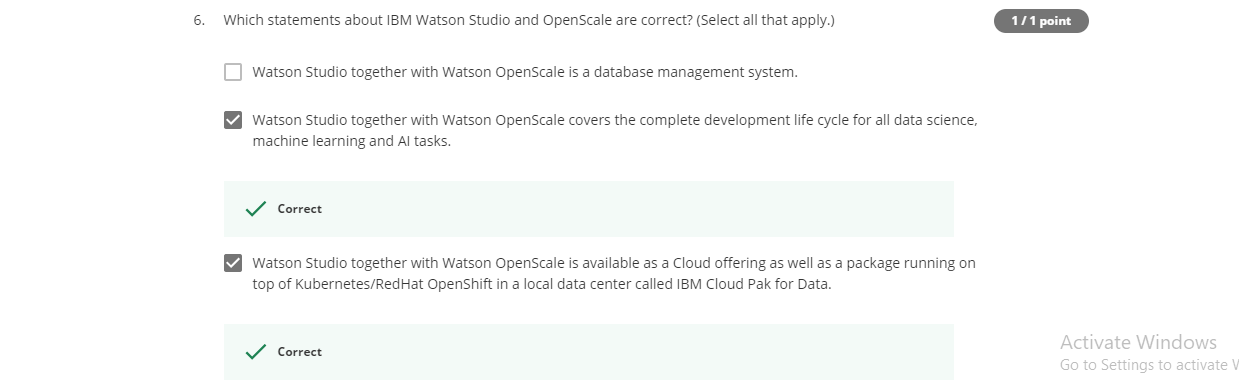 6. Which statements about IBM Watson Studio and OpenScale are correct? (Select all that apply.)
1 / 1 point
Watson Studio together with Watson OpenScale is a database management system.
Watson Studio together with Watson OpenScale covers the complete development life cycle for all data science,
machine learning and AI tasks.
Correct
Watson Studio together with Watson OpenScale is available as a Cloud offering as well as a package running on
top of Kubernetes/RedHat OpenShift in a local data center called IBM Cloud Pak for Data.
Correct
Activate Windows
Go to Settings to activate